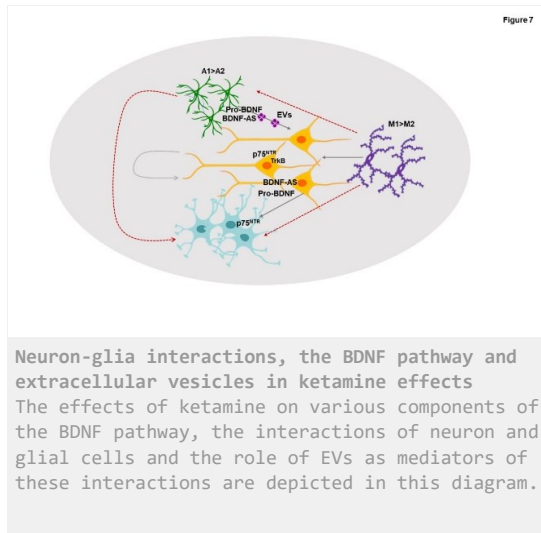 Figure 7
A1>A2
Pro-BDNF
BDNF-AS
EVs
M1>M2
p75NTR
TrkB
BDNF-AS
Pro-BDNF
p75NTR
Neuron-glia interactions, the BDNF pathway and
extracellular vesicles in ketamine effects
The effects of ketamine on various components of
the BDNF pathway, the interactions of neuron and
glial cells and the role of EVs as mediators of
these interactions are depicted in this diagram.